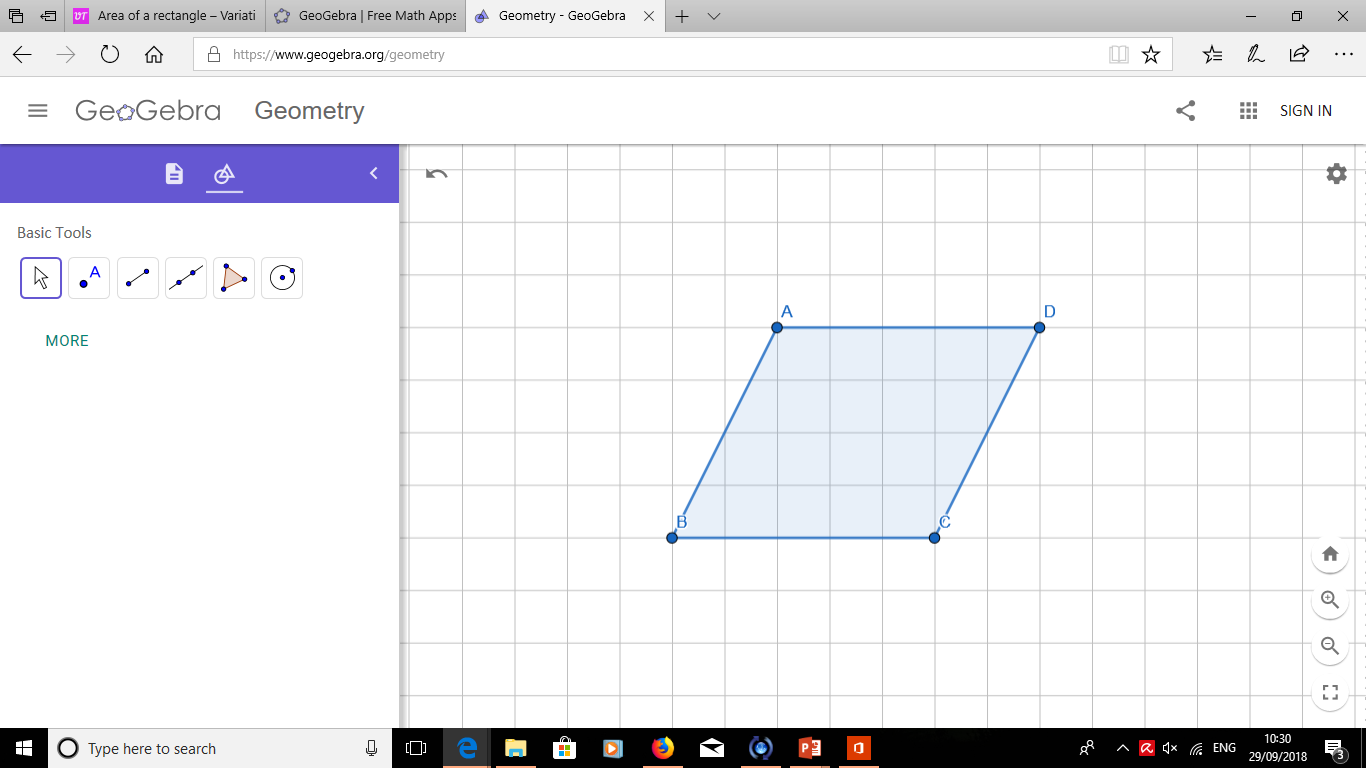 VT Area of a rectangle – Variati
GeoGebra | Free Math Apps
Geometry - GeoGebra
https://www.geogebra.org/geometry
GeoGebra Geometry
SIGN IN
Basic Tools
A
MORE
A
D
B
C
Type here to search
ENG
10:30
29/09/2018
3